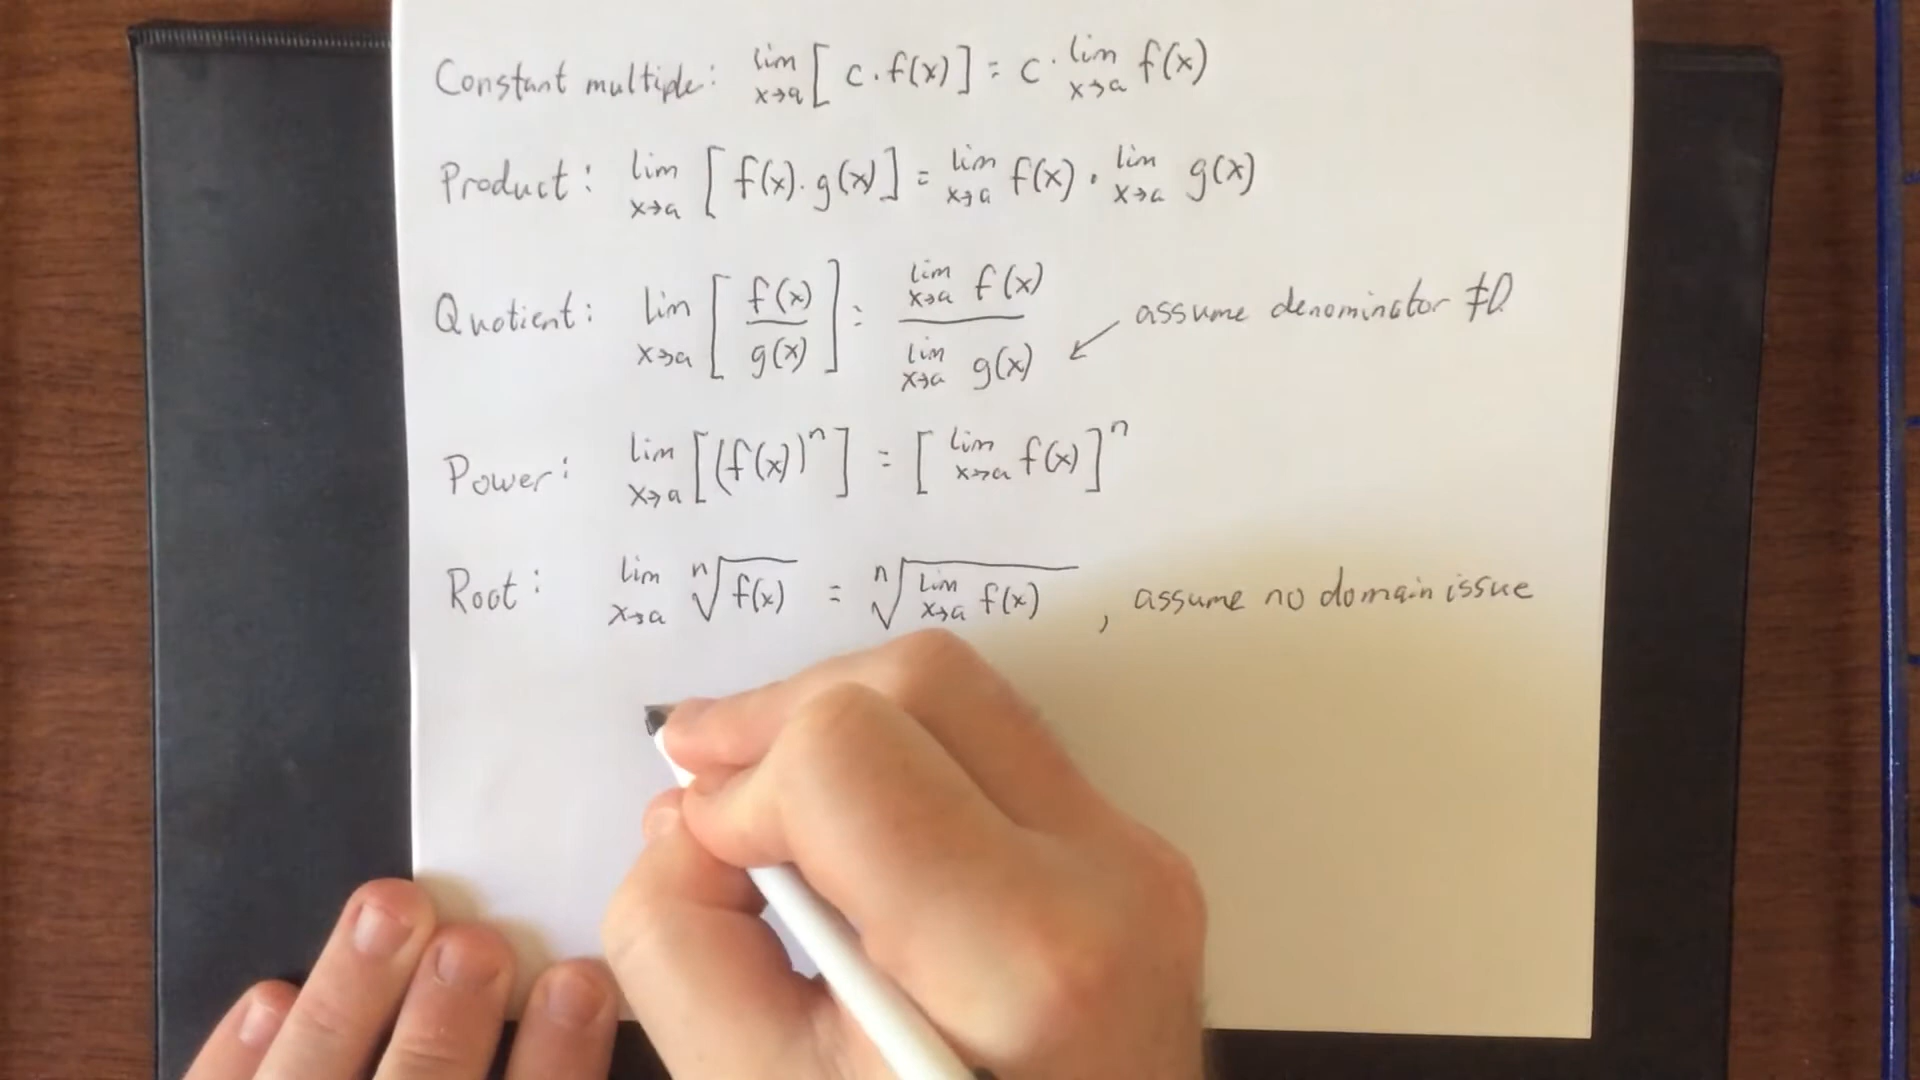 Constant multiple: lim x→a [c·f(x)] = c·lim x→a f(x)
Product: lim x→a [f(x)·g(x)] = lim x→a f(x) · lim x→a g(x)
Quotient: lim x→a [f(x)/g(x)] = lim x→a f(x) / lim x→a g(x) ↙ assume denominator ≠0
Power: lim x→a [(f(x))ⁿ] = [lim x→a f(x)]ⁿ
Root: lim x→a ⁿ√f(x) = ⁿ√lim x→a f(x) , assume no domain issue